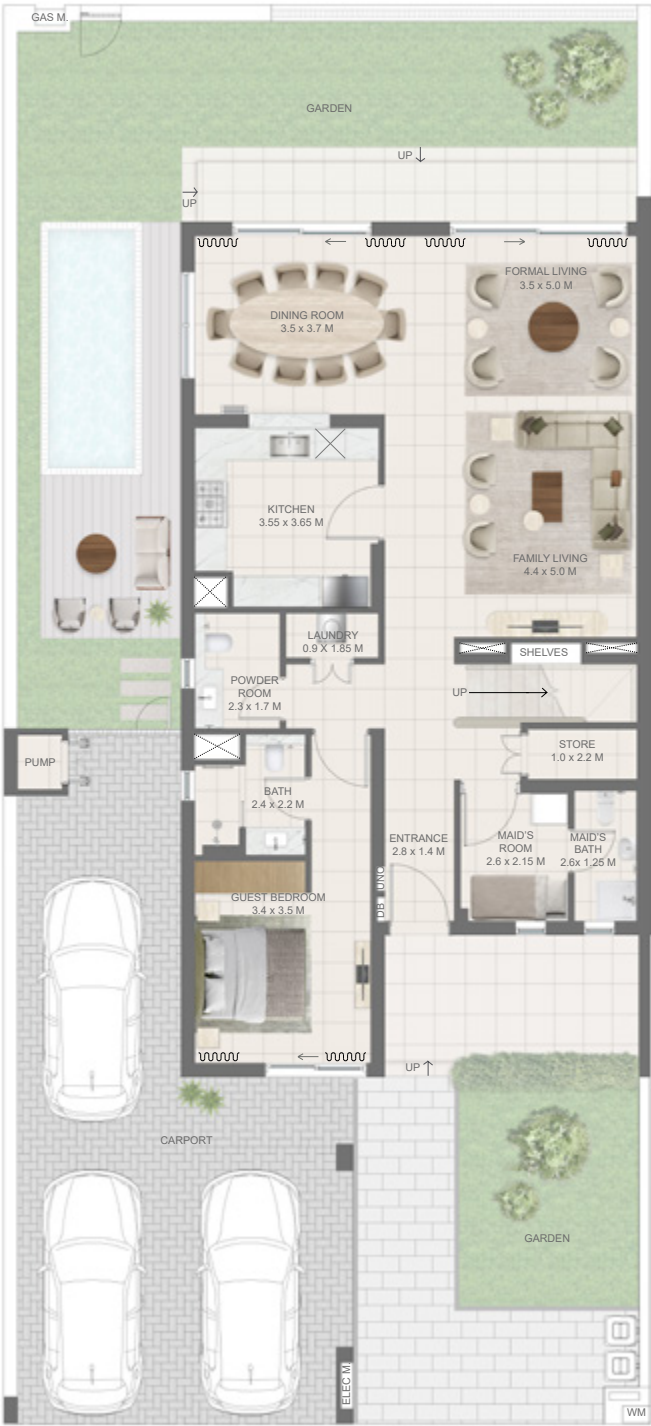 GAS M.
GARDEN
UP
UP
FORMAL LIVING
3.5 x 5.0 M
DINING ROOM
3.5 x 3.7 M
KITCHEN
3.55 x 3.65 M
FAMILY LIVING
4.4 x 5.0 M
LAUNDRY
0.9 X 1.85 M
SHELVES
POWDER
ROOM
2.3 x 1.7 M
UP
STORE
1.0 x 2.2 M
PUMP
BATH
2.4 x 2.2 M
ENTRANCE
2.8 x 1.4 M
MAID'S
ROOM
2.6 x 2.15 M
MAID'S
BATH
2.6x 1.25 M
GUEST BEDROOM
3.4 x 3.5 M
DB
UP
CARPORT
GARDEN
ELEC M
WM